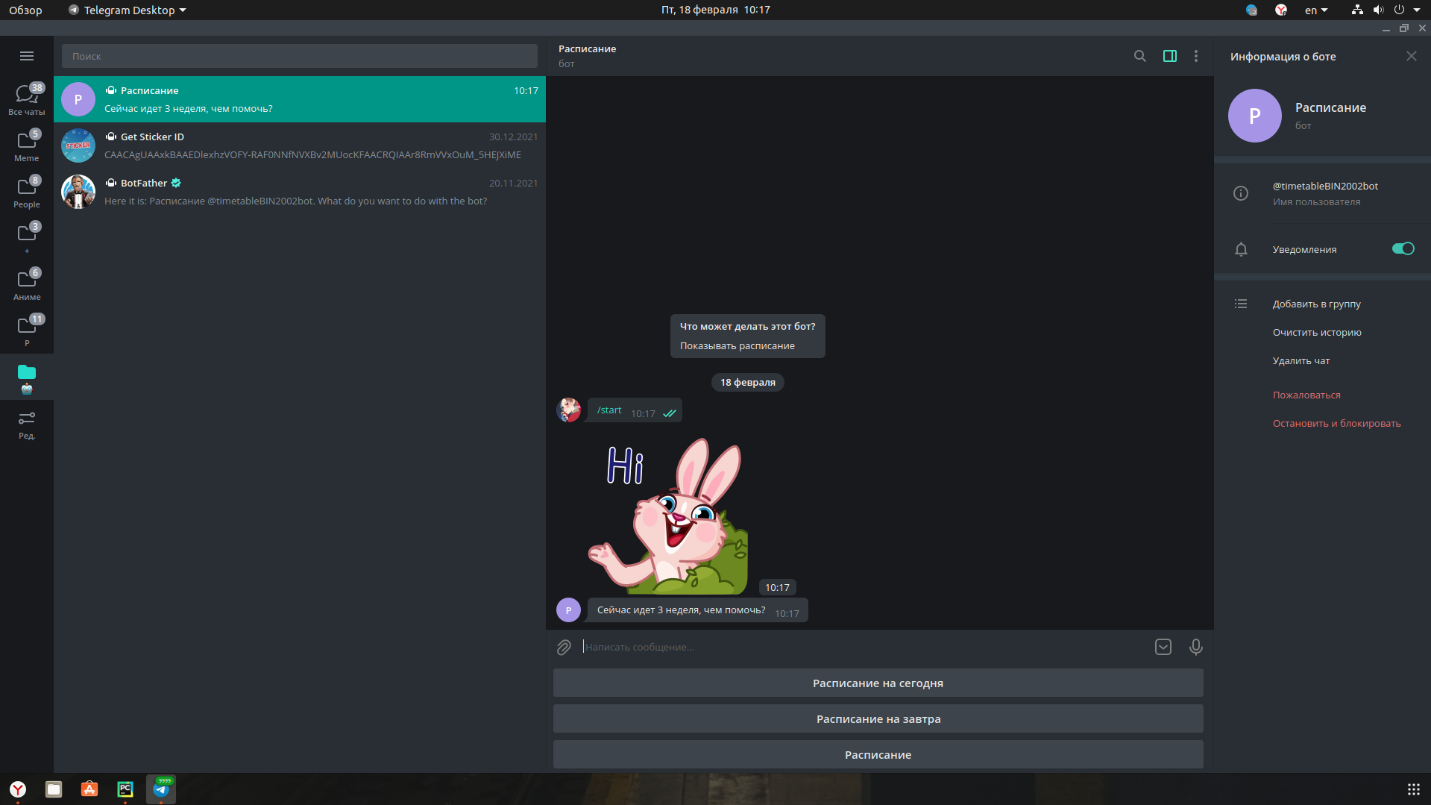 Обзор
Telegram Desktop
Пт, 18 февраля 10:17
en
38
Все чаты
5
Meme
8
People
3
6
Аниме
11
P
Ред.
Поиск
Р
Расписание
10:17
Сейчас идет 3 неделя, чем помочь?
Get Sticker ID
30.12.2021
BotFather
20.11.2021
Here it is: Расписание @timetableBIN2002bot. What do you want to do with the bot?
Расписание
бот
Что может делать этот бот?
Показывать расписание
18 февраля
/start 10:17
Hi
10:17
Р
Сейчас идет 3 неделя, чем помочь? 10:17
Написать сообщение...
Расписание на сегодня
Расписание на завтра
Расписание
Информация о боте
Р
Расписание
бот
@timetableBIN2002bot
Имя пользователя
Уведомления
Добавить в группу
Очистить историю
Удалить чат
Пожаловаться
Остановить и блокировать
PC